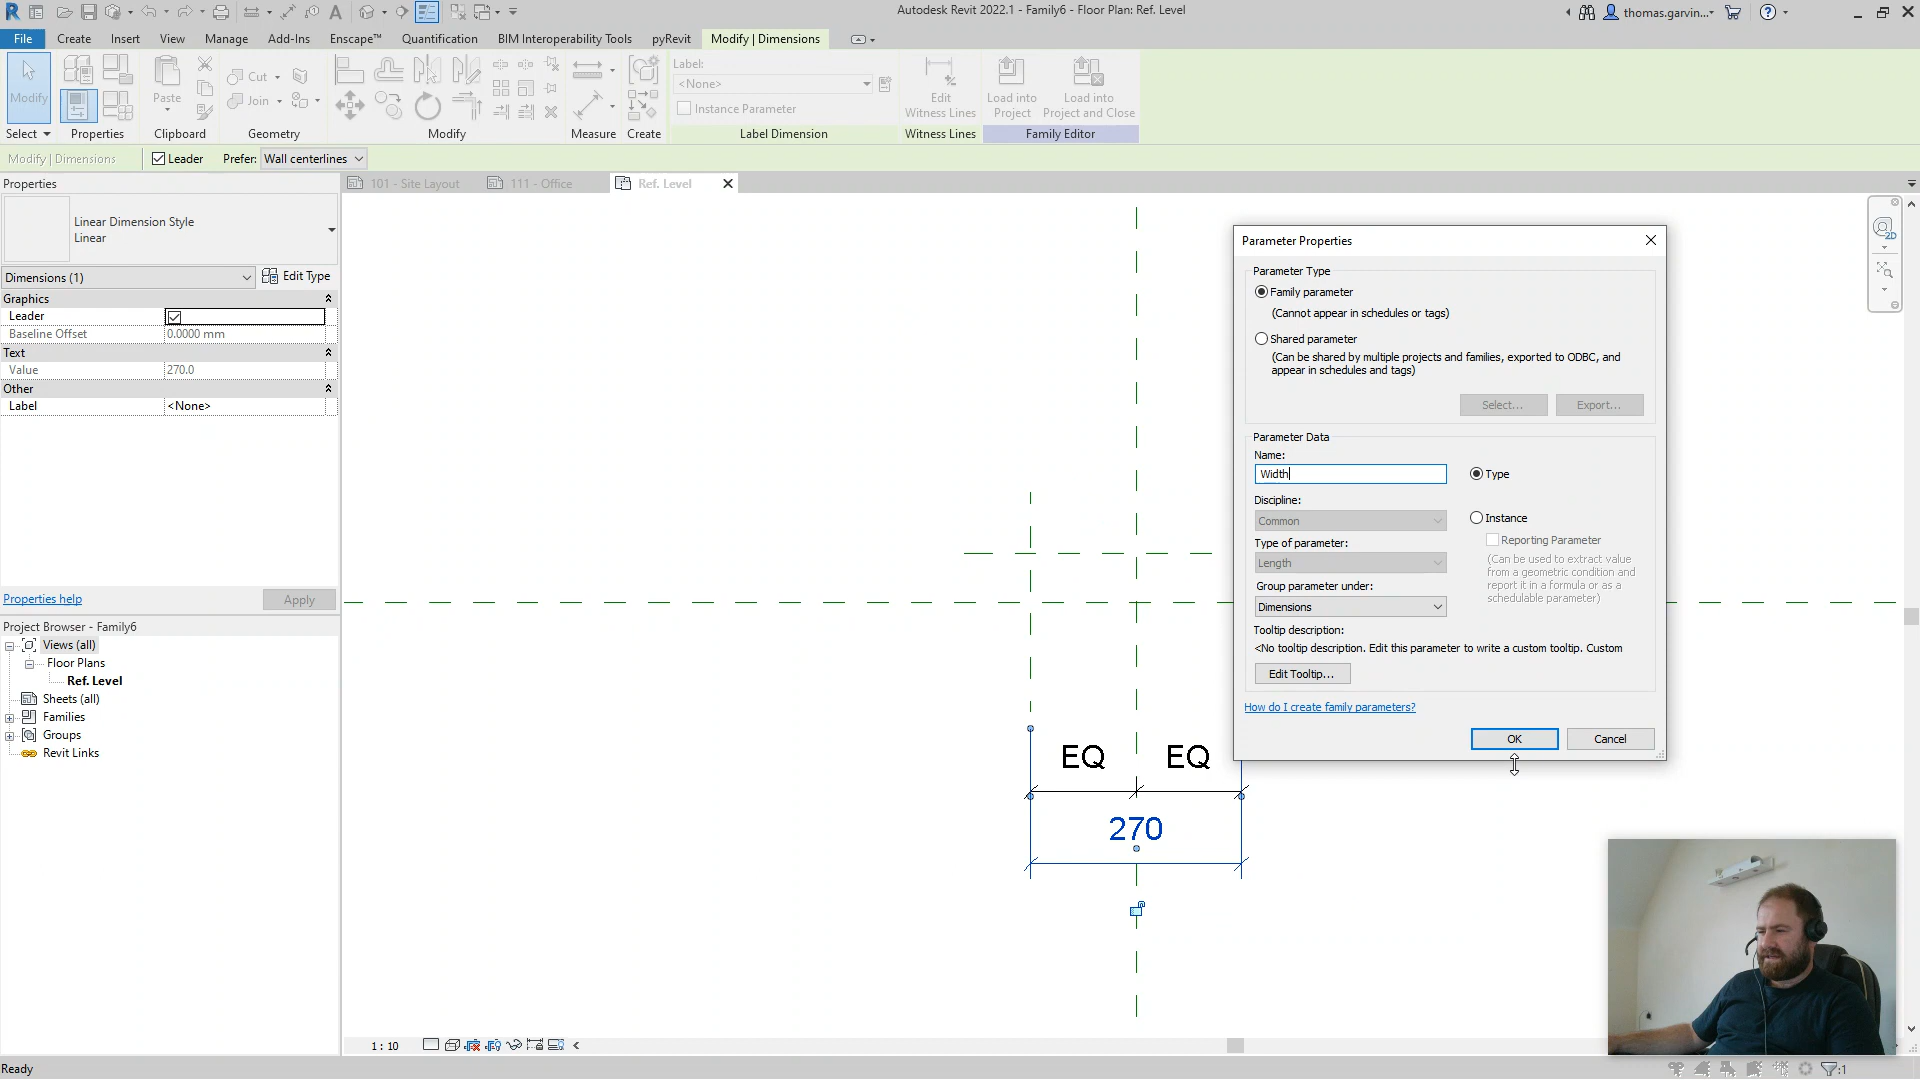 Autodesk Revit 2022.1 - Family6 - Floor Plan: Ref. Level
thomas.garvin...
File Create Insert View Manage Add-Ins Enscape™ Quantification BIM Interoperability Tools pyRevit Modify | Dimensions
Modify
Paste
Cut
Join
Label:
<None>
Instance Parameter
Edit
Witness Lines
Load into
Project
Load into
Project and Close
Select Properties Clipboard Geometry Modify Measure Create Label Dimension Witness Lines Family Editor
Modify | Dimensions Leader Prefer: Wall centerlines
Properties
101 - Site Layout 111 - Office Ref. Level
Linear Dimension Style
Linear
Dimensions (1) Edit Type
Graphics
Leader
Baseline Offset 0.0000 mm
Text
Value 270.0
Other
Label <None>
Properties help Apply
Project Browser - Family6
Views (all)
Floor Plans
Ref. Level
Sheets (all)
Families
Groups
Revit Links
Parameter Properties
Parameter Type
Family parameter
(Cannot appear in schedules or tags)
Shared parameter
(Can be shared by multiple projects and families, exported to ODBC, and
appear in schedules and tags)
Select... Export...
Parameter Data
Name:
Width
Type
Discipline:
Common
Instance
Reporting Parameter
Type of parameter:
Length
(Can be used to extract value
from a geometric condition and
report it in a formula or as a
schedulable parameter)
Group parameter under:
Dimensions
Tooltip description:
<No tooltip description. Edit this parameter to write a custom tooltip. Custom
Edit Tooltip...
How do I create family parameters?
OK Cancel
EQ EQ
270
1 : 10
Ready
:1
2D